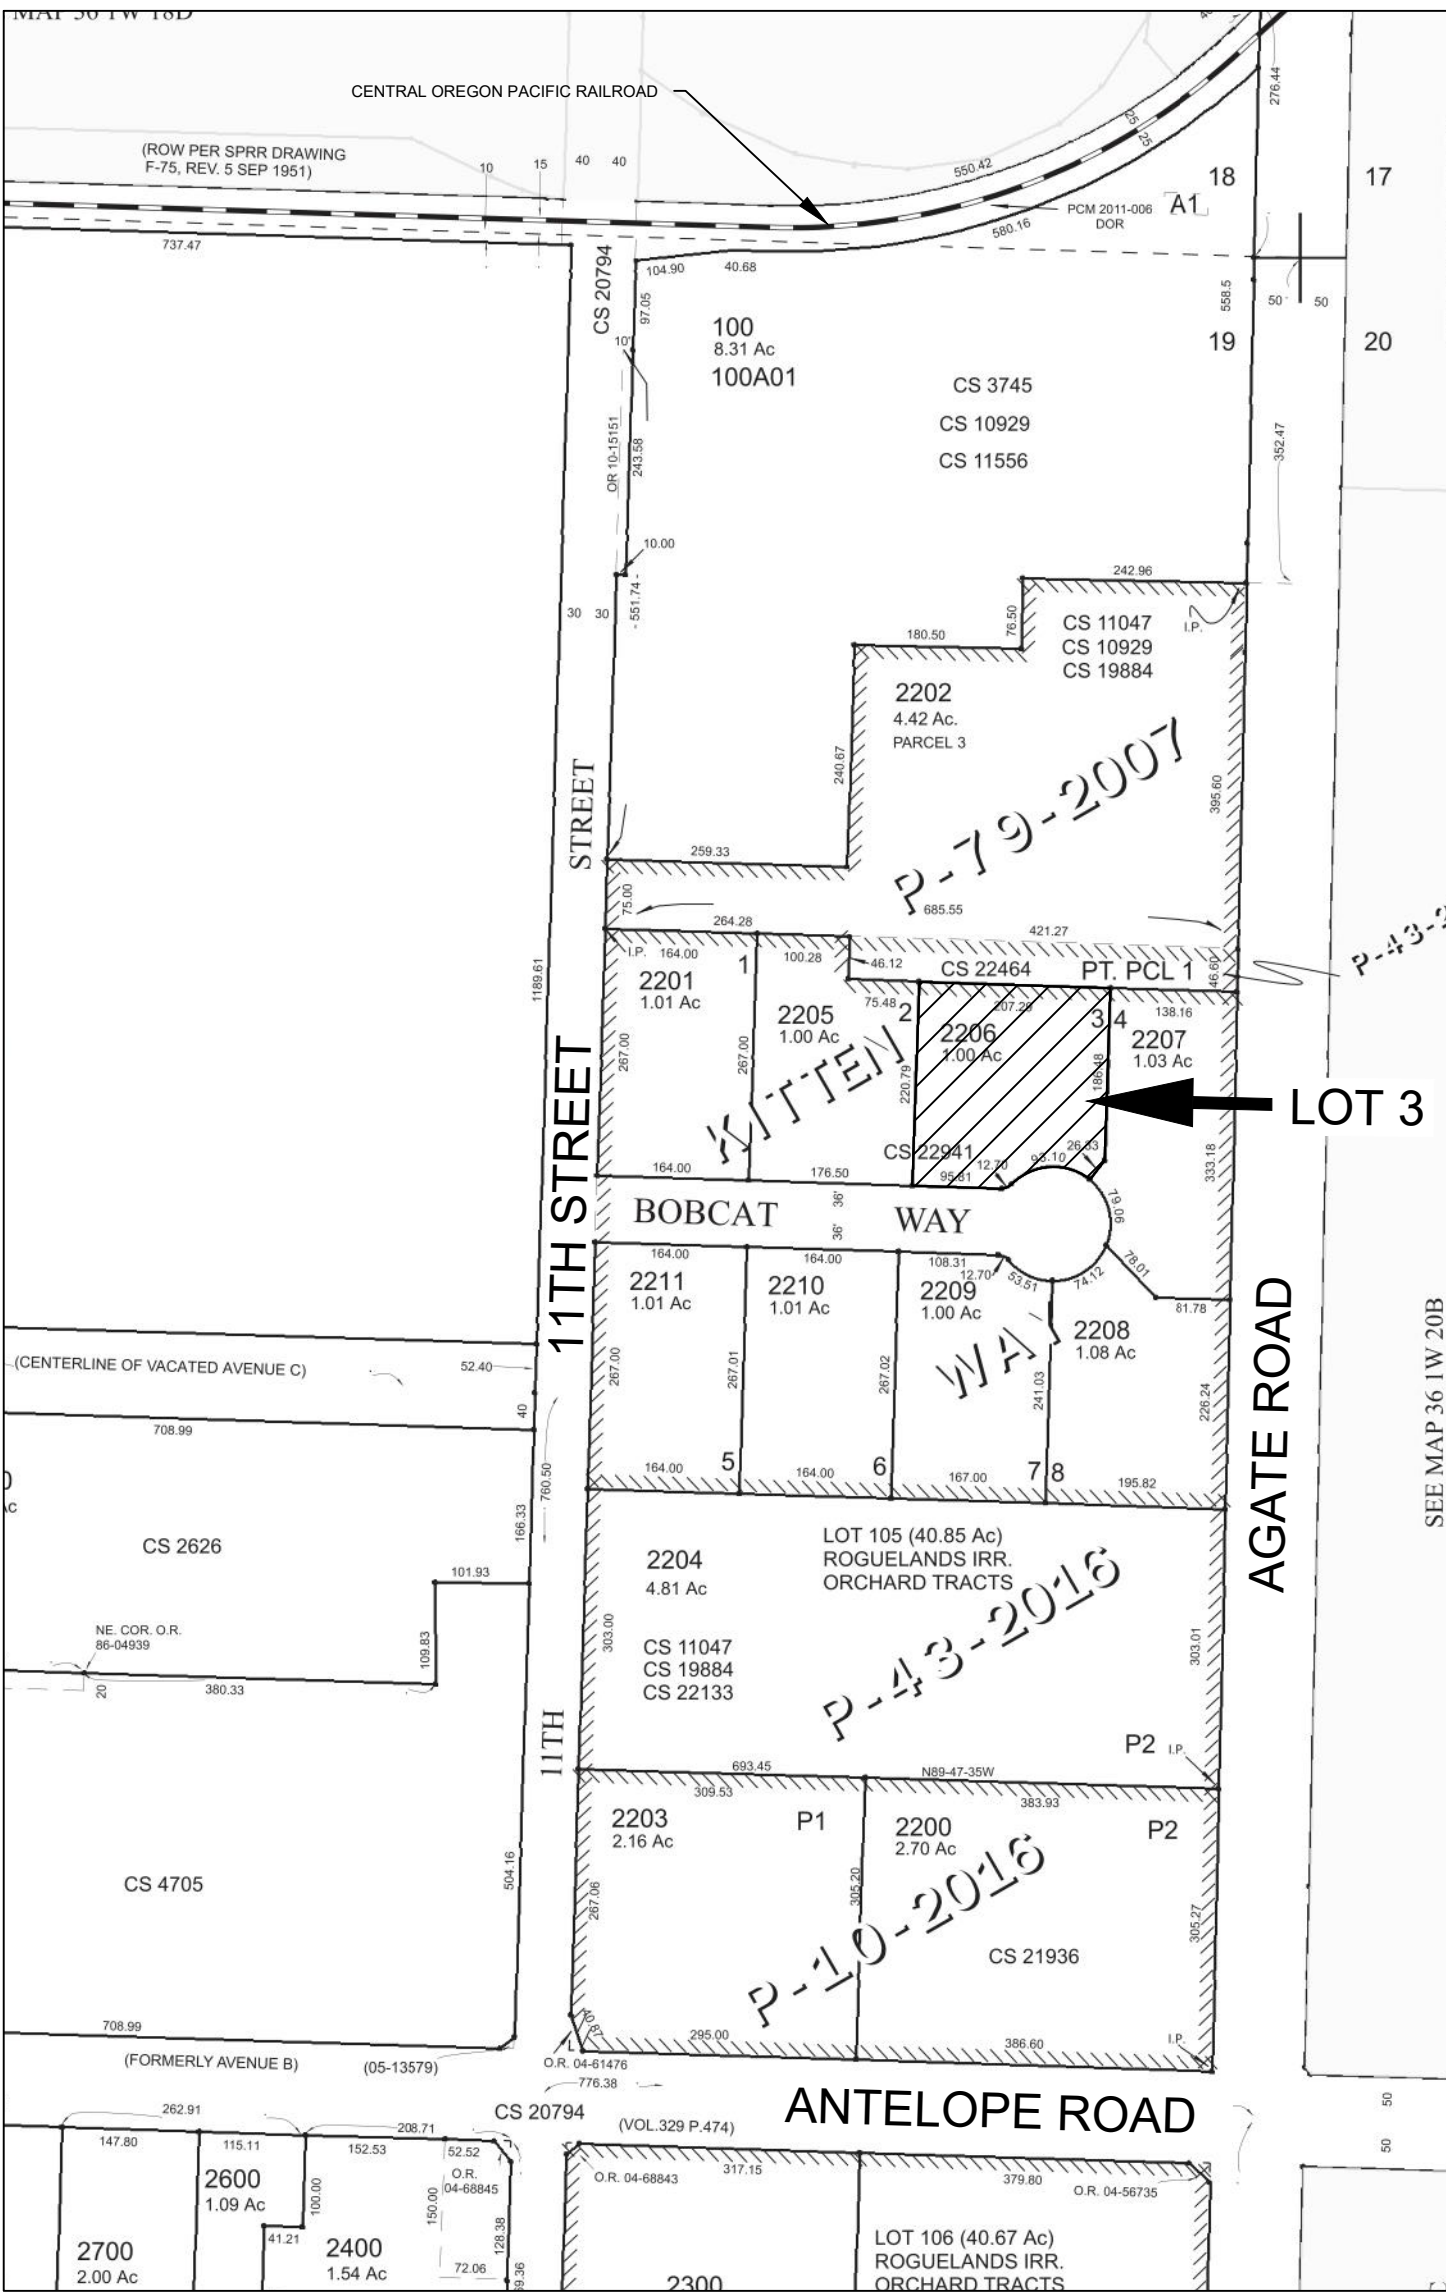 MAP 36 1W 18D
CENTRAL OREGON PACIFIC RAILROAD
(ROW PER SPRR DRAWING
F-75, REV. 5 SEP 1951)
10
15
40
40
550.42
25
25
276.44
18
17
A1
PCM 2011-006
DOR
580.16
737.47
CS 20794
104.90
40.68
97.05
10'
558.5
50
50
19
20
100
8.31 Ac
100A01
CS 3745
CS 10929
CS 11556
OR 10-15151
243.58
352.47
10.00
- 551.74 -
30
30
242.96
76.50
CS 11047
CS 10929
CS 19884
I.P.
180.50
2202
4.42 Ac.
PARCEL 3
240.67
395.60
P-79-2007
STREET
259.33
75.00
685.55
264.28
421.27
I.P.
164.00
1
100.28
46.12
CS 22464
PT. PCL 1
46.60
2201
1.01 Ac
75.48
2
207.29
3
4
138.16
2205
1.00 Ac
2206
1.00 Ac
2207
1.03 Ac
1189.61
267.00
267.00
220.79
186.48
KITTEN
LOT 3
CS 22941
12.70
93.10
26.33
95.81
333.18
164.00
176.50
79.06
11TH STREET
BOBCAT WAY
36'
36'
164.00
164.00
108.31
12.70
53.51
74.12
78.01
81.78
2211
1.01 Ac
2210
1.01 Ac
2209
1.00 Ac
2208
1.08 Ac
WAY
AGATE ROAD
SEE MAP 36 1W 20B
(CENTERLINE OF VACATED AVENUE C)
52.40
40
267.00
267.01
267.02
241.03
226.24
708.99
164.00
5
164.00
6
167.00
7
8
195.82
760.50
166.33
CS 2626
101.93
109.83
NE. COR. O.R.
86-04939
20
380.33
LOT 105 (40.85 Ac)
ROGUELANDS IRR.
ORCHARD TRACTS
2204
4.81 Ac
CS 11047
CS 19884
CS 22133
303.00
303.01
P-43-2016
P2
I.P.
11TH
693.45
N89-47-35W
309.53
383.93
2203
2.16 Ac
P1
2200
2.70 Ac
P2
CS 4705
504.16
267.06
305.20
305.27
P-10-2016
CS 21936
708.99
(FORMERLY AVENUE B)
(05-13579)
40.87
L
O.R. 04-61476
776.38
295.00
386.60
I.P.
ANTELOPE ROAD
CS 20794
(VOL.329 P.474)
50
50
262.91
208.71
147.80
115.11
152.53
52.52
O.R.
04-68845
O.R. 04-68843
317.15
379.80
O.R. 04-56735
2600
1.09 Ac
100.00
150.00
128.38
41.21
2700
2.00 Ac
2400
1.54 Ac
72.06
2300
LOT 106 (40.67 Ac)
ROGUELANDS IRR.
ORCHARD TRACTS